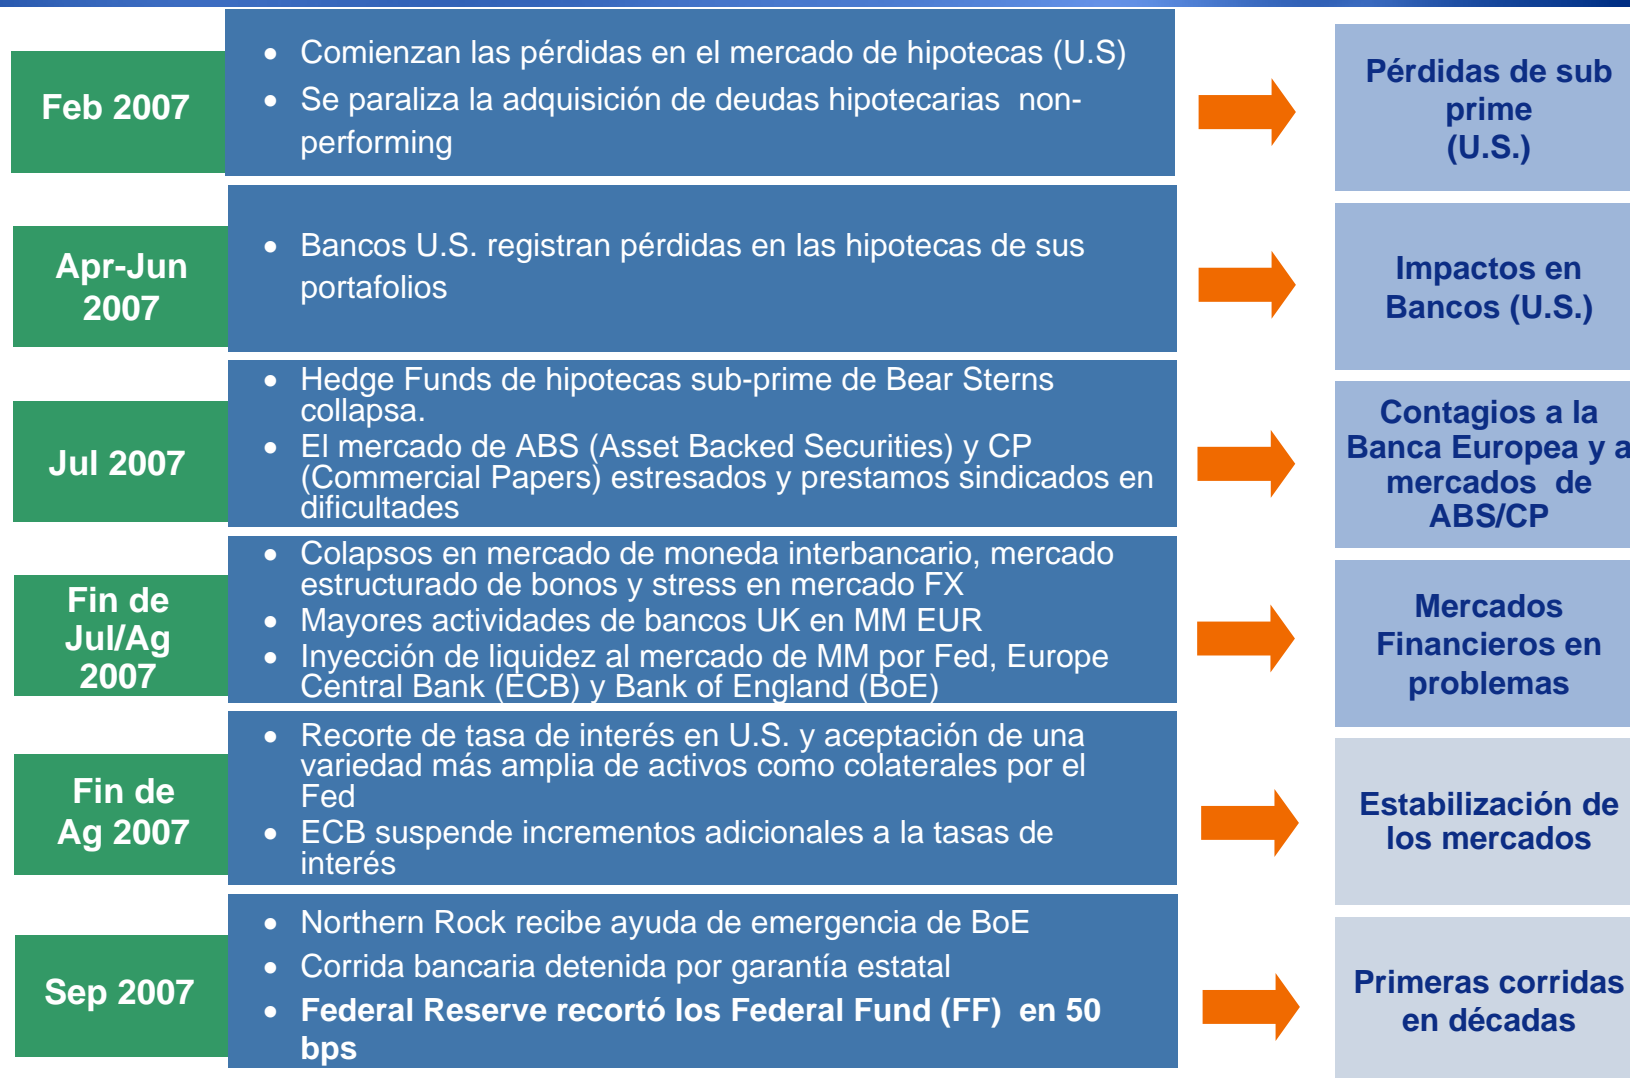 Feb 2007
• Comienzan las pérdidas en el mercado de hipotecas (U.S)
• Se paraliza la adquisición de deudas hipotecarias non-
performing
Pérdidas de sub
prime
(U.S.)
Apr-Jun
2007
• Bancos U.S. registran pérdidas en las hipotecas de sus
portafolios
Impactos en
Bancos (U.S.)
Jul 2007
• Hedge Funds de hipotecas sub-prime de Bear Sterns
collapsa.
• El mercado de ABS (Asset Backed Securities) y CP
(Commercial Papers) estresados y prestamos sindicados en
dificultades
Contagios a la
Banca Europea y a
mercados de
ABS/CP
Fin de
Jul/Ag
2007
• Colapsos en mercado de moneda interbancario, mercado
estructurado de bonos y stress en mercado FX
• Mayores actividades de bancos UK en MM EUR
• Inyección de liquidez al mercado de MM por Fed, Europe
Central Bank (ECB) y Bank of England (BoE)
Mercados
Financieros en
problemas
Fin de
Ag 2007
• Recorte de tasa de interés en U.S. y aceptación de una
variedad más amplia de activos como colaterales por el
Fed
• ECB suspende incrementos adicionales a la tasas de
interés
Estabilización de
los mercados
Sep 2007
• Northern Rock recibe ayuda de emergencia de BoE
• Corrida bancaria detenida por garantía estatal
• Federal Reserve recortó los Federal Fund (FF) en 50
bps
Primeras corridas
en décadas